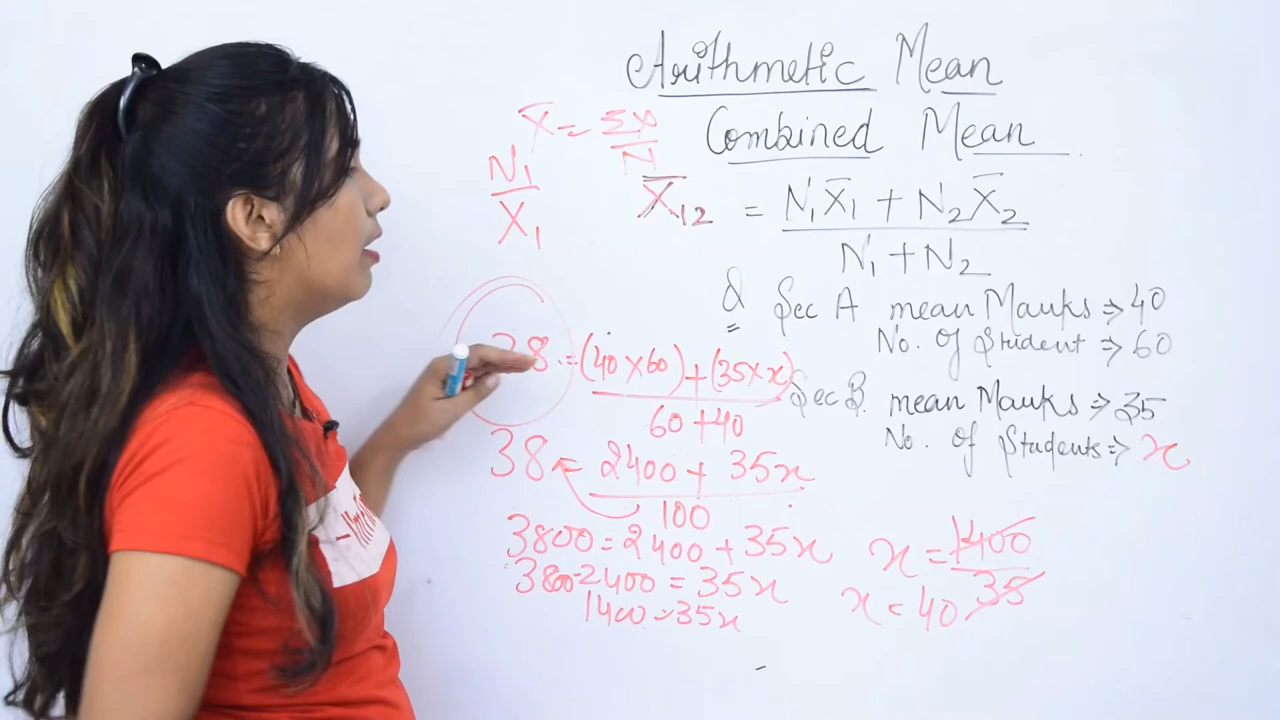 Arithmetic Mean
Combined Mean
X̄ = ΣX / N
N₁ / X₁
X̄₁₂ = N₁X̄₁ + N₂X̄₂ / N₁ + N₂
Q Sec A mean Marks ⇒ 40
No. Of Student ⇒ 60
Sec B. mean Marks ⇒ 35
No. Of Students ⇒ x
38 = (40 × 60) + (35 × x) / 60 + 40
38 ← 2400 + 35x / 100
3800 = 2400 + 35x
3800 - 2400 = 35x
1400 = 35x
x = 1400 / 35
x = 40